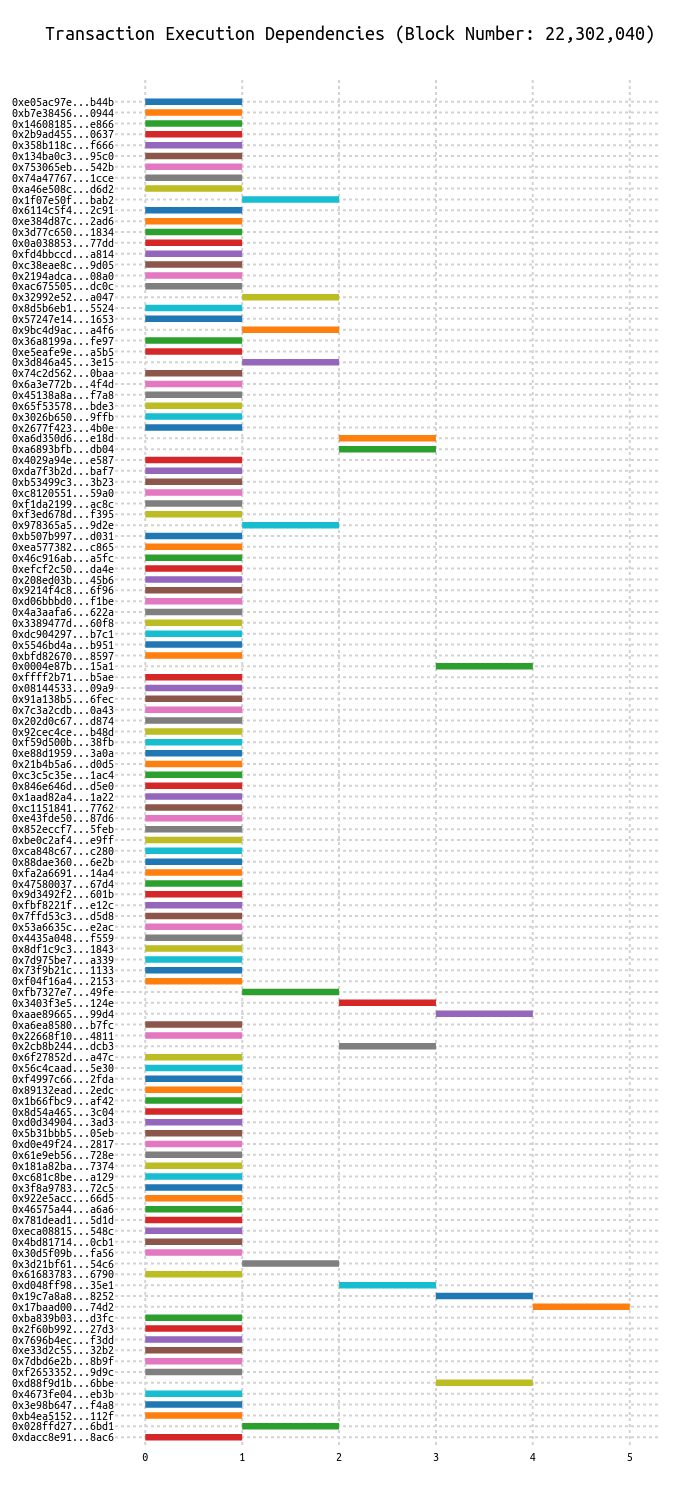 Transaction Execution Dependencies (Block Number: 22,302,040)
0xe05ac97e...b44b
0xb7e38456...0944
0x14608185...e866
0x2b9ad455...0637
0x358b118c...f666
0x134ba0c3...95c0
0x753065eb...542b
0x74a47767...1cce
0xa46e508c...d6d2
0x1f07e50f...bab2
0x6114c5f4...2c91
0xe384d87c...2ad6
0x3d77c650...1834
0x0a038853...77dd
0xfd4bbccd...a814
0xc38eae8c...9d05
0x2194adca...08a0
0xac675505...dc0c
0x32992e52...a047
0x8d5b6eb1...5524
0x57247e14...1653
0x9bc4d9ac...a4f6
0x36a8199a...fe97
0xe5eafe9e...a5b5
0x3d846a45...3e15
0x74c2d562...0baa
0x6a3e772b...4f4d
0x45138a8a...f7a8
0x65f53578...bde3
0x3026b650...9ffb
0x2677f423...4b0e
0xa6d350d6...e18d
0xa6893bfb...db04
0x4029a94e...e587
0xda7f3b2d...baf7
0xb53499c3...3b23
0xc8120551...59a0
0xf1da2199...ac8c
0xf3ed678d...f395
0x978365a5...9d2e
0xb507b997...d031
0xea577382...c865
0x46c916ab...a5fc
0xefcf2c50...da4e
0x208ed03b...45b6
0x9214f4c8...6f96
0xd06bbbd0...f1be
0x4a3aafa6...622a
0x3389477d...60f8
0xdc904297...b7c1
0x5546bd4a...b951
0xbfd82670...8597
0x0004e87b...15a1
0xffff2b71...b5ae
0x08144533...09a9
0x91a138b5...6fec
0x7c3a2cdb...0a43
0x202d0c67...d874
0x92cec4ce...b48d
0xf59d500b...38fb
0xe88d1959...3a0a
0x21b4b5a6...d0d5
0xc3c5c35e...1ac4
0x846e646d...d5e0
0x1aad82a4...1a22
0xc1151841...7762
0xe43fde50...87d6
0x852eccf7...5feb
0xbe0c2af4...e9ff
0xca848c67...c280
0x88dae360...6e2b
0xfa2a6691...14a4
0x47580037...67d4
0x9d3492f2...601b
0xfbf8221f...e12c
0x7ffd53c3...d5d8
0x53a6635c...e2ac
0x4435a048...f559
0x8df1c9c3...1843
0x7d975be7...a339
0x73f9b21c...1133
0xf04f16a4...2153
0xfb7327e7...49fe
0x3403f3e5...124e
0xaae89665...99d4
0xa6ea8580...b7fc
0x22668f10...4811
0x2cb8b244...dcb3
0x6f27852d...a47c
0x56c4caad...5e30
0xf4997c66...2fda
0x89132ead...2edc
0x1b66fbc9...af42
0x8d54a465...3c04
0xd0d34904...3ad3
0x5b31bbb5...05eb
0xd0e49f24...2817
0x61e9eb56...728e
0x181a82ba...7374
0xc681c8be...a129
0x3f8a9783...72c5
0x922e5acc...66d5
0x46575a44...a6a6
0x781dead1...5d1d
0xeca08815...548c
0x4bd81714...0cb1
0x30d5f09b...fa56
0x3d21bf61...54c6
0x61683783...6790
0xd048ff98...35e1
0x19c7a8a8...8252
0x17baad00...74d2
0xba839b03...d3fc
0x2f60b992...27d3
0x7696b4ec...f3dd
0xe33d2c55...32b2
0x7dbd6e2b...8b9f
0xf2653352...9d9c
0xd88f9d1b...6bbe
0x4673fe04...eb3b
0x3e98b647...f4a8
0xb4ea5152...112f
0x028ffd27...6bd1
0xdacc8e91...8ac6
0 1 2 3 4 5